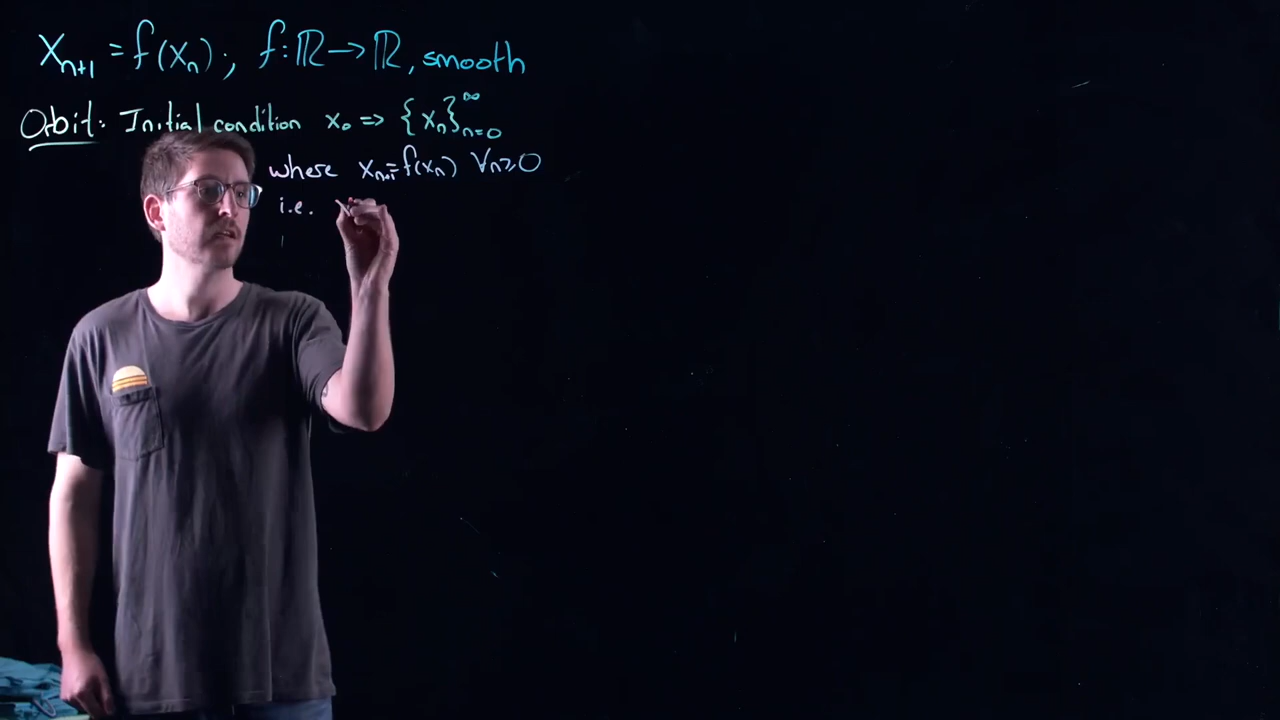 xₙ₊₁ = f(xₙ); f: ℝ → ℝ, smooth
Orbit: Initial condition x₀ => {xₙ}ₙ₌₀^∞
where xₙ₊₁=f(xₙ) ∀n≥0
i.e.